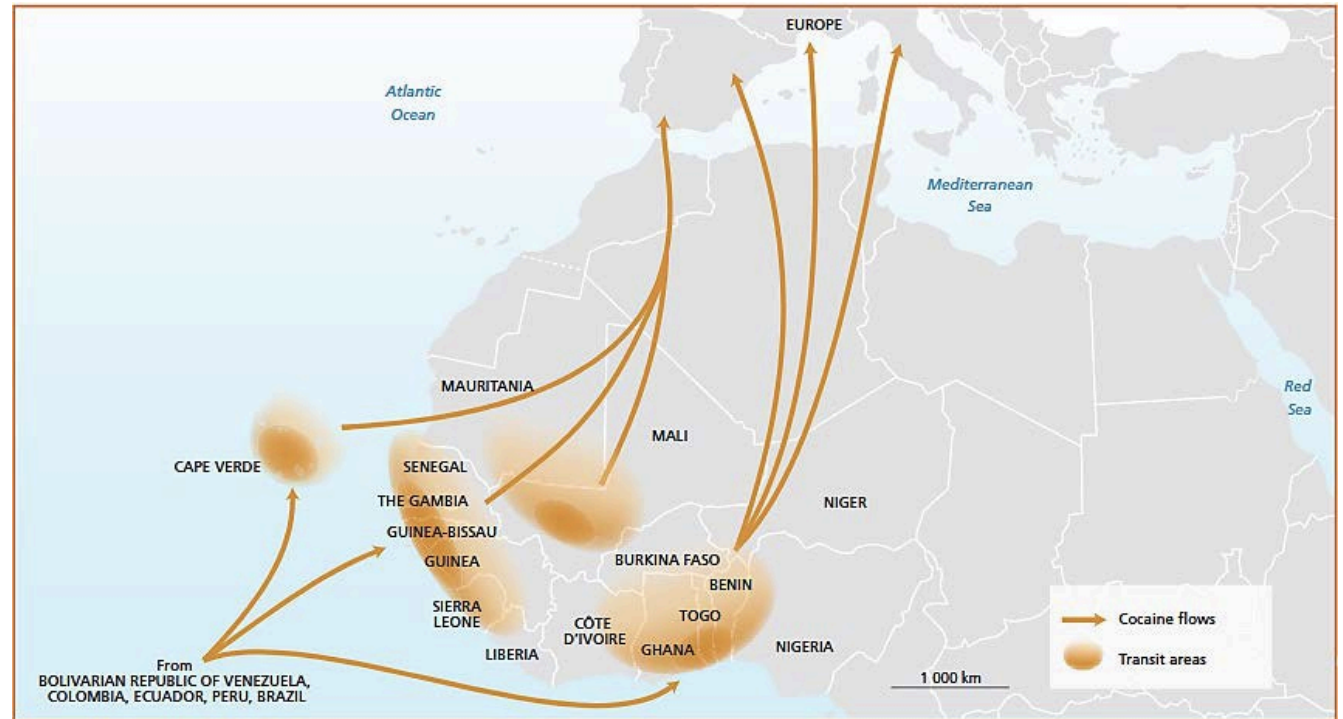 EUROPE
Atlantic
Ocean
Mediterranean
Sea
Red
Sea
MAURITANIA
MALI
CAPE VERDE
SENEGAL
THE GAMBIA
NIGER
GUINEA-BISSAU
GUINEA
BURKINA FASO
BENIN
SIERRA
LEONE
CÔTE
D'IVOIRE
TOGO
GHANA
NIGERIA
LIBERIA
From
BOLIVARIAN REPUBLIC OF VENEZUELA,
COLOMBIA, ECUADOR, PERU, BRAZIL
1 000 km
Cocaine flows
Transit areas